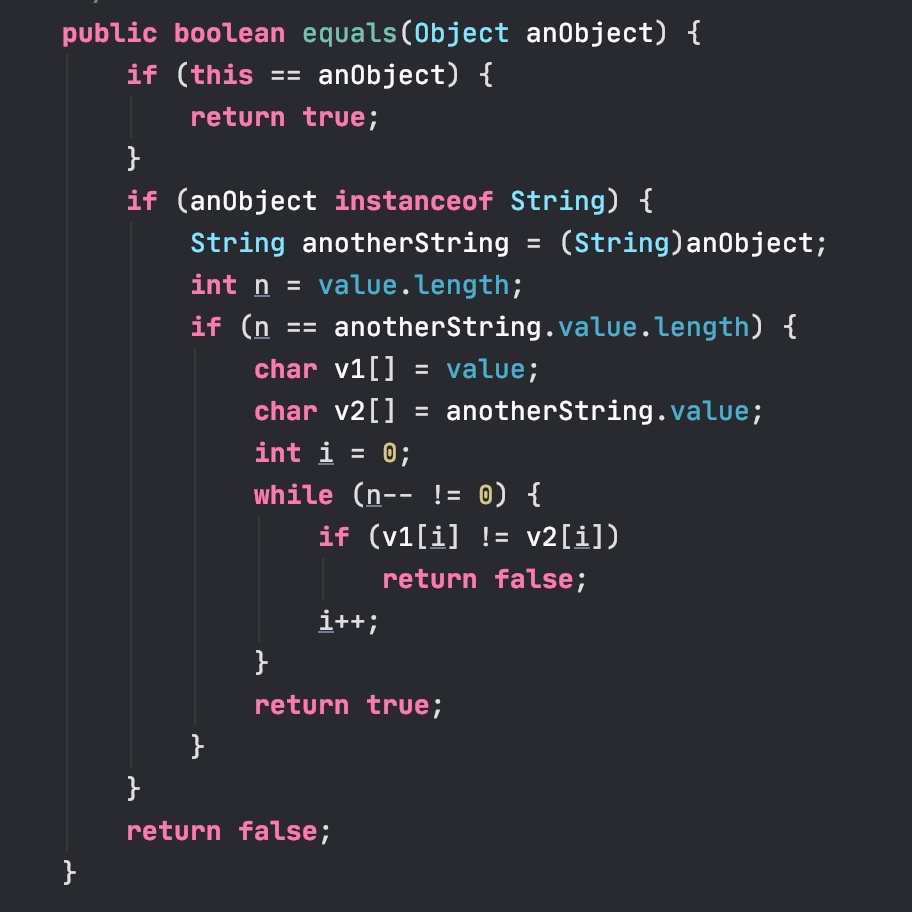 public boolean equals(Object anObject) {
    if (this == anObject) {
        return true;
    }
    if (anObject instanceof String) {
        String anotherString = (String)anObject;
        int n = value.length;
        if (n == anotherString.value.length) {
            char v1[] = value;
            char v2[] = anotherString.value;
            int i = 0;
            while (n-- != 0) {
                if (v1[i] != v2[i])
                    return false;
                i++;
            }
            return true;
        }
    }
    return false;
}